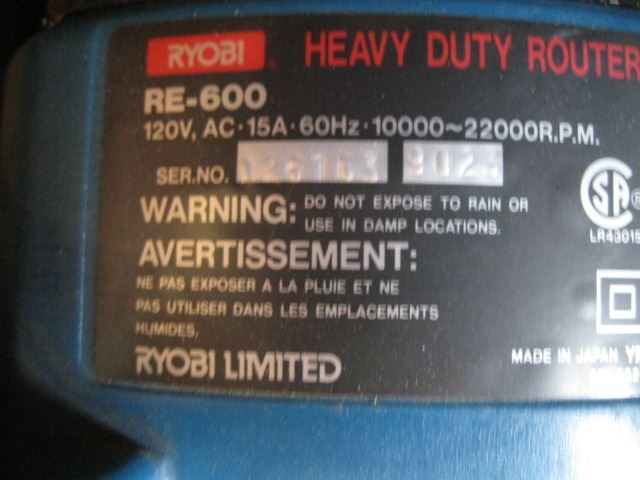 RYOBI HEAVY DUTY ROUTER
RE-600
120V, AC·15A·60Hz·10000~22000R.P.M.
SER.NO.
WARNING: DO NOT EXPOSE TO RAIN OR
USE IN DAMP LOCATIONS.
SA
AVERTISSEMENT:
NE PAS EXPOSER A LA PLUIE ET NE
PAS UTILISER DANS LES EMPLACEMENTS
HUMIDES.
RYOBI LIMITED
MADE IN JAPAN